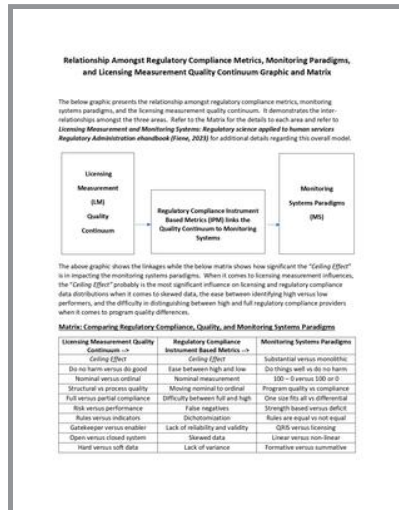 Relationship Amongst Regulatory Compliance Metrics, Monitoring Paradigms,
and Licensing Measurement Quality Continuum Graphic and Matrix
The below graphic presents the relationship amongst regulatory compliance metrics, monitoring
systems paradigms, and the licensing measurement quality continuum. It demonstrates the inter-
relationships amongst the three areas. Refer to the Matrix for the details to each area and refer to
Licensing Measurement and Monitoring Systems: Regulatory science applied to human services
Regulatory Administration ehandbook (Fiene, 2023) for additional details regarding this overall model.
Licensing
Measurement
(LM)
Quality
Continuum
Regulatory Compliance Instrument
Based Metrics (IPM) links the
Quality Continuum to Monitoring
Systems
Monitoring
Systems Paradigms
(MS)
The above graphic shows the linkages while the below matrix shows how significant the "Ceiling Effect"
is in impacting the monitoring systems paradigms. When it comes to licensing measurement influences,
the "Ceiling Effect" probably is the most significant influence on licensing and regulatory compliance
data distributions when it comes to skewed data, the ease between identifying high versus low
performers, and the difficulty in distinguishing between high and full regulatory compliance providers
when it comes to program quality differences.
Matrix: Comparing Regulatory Compliance, Quality, and Monitoring Systems Paradigms
Licensing Measurement Quality Continuum --> Regulatory Compliance Instrument Based Metrics --> Monitoring Systems Paradigms
Ceiling Effect Ceiling Effect Substantial versus monolithic
Do no harm versus do good Ease between high and low Do things well vs do no harm
Nominal versus ordinal Nominal measurement 100 – 0 versus 100 or 0
Structural vs process quality Moving nominal to ordinal Program quality vs compliance
Full versus partial compliance Difficulty between full and high One size fits all vs differential
Risk versus performance False negatives Strength based versus deficit
Rules versus indicators Dichotomization Rules are equal vs not equal
Gatekeeper versus enabler Lack of reliability and validity QRIS versus licensing
Open versus closed system Skewed data Linear versus non-linear
Hard versus soft data Lack of variance Formative versus summative